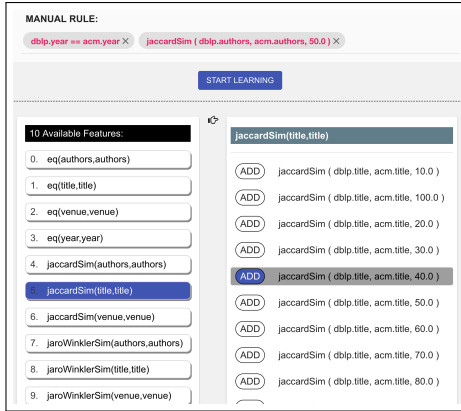 MANUAL RULE:
dblp.year == acm.year ×
jaccardSim ( dblp.authors, acm.authors, 50.0 ) ×
START LEARNING
10 Available Features:
0. eq(authors,authors)
1. eq(title,title)
2. eq(venue,venue)
3. eq(year,year)
4. jaccardSim(authors,authors)
5. jaccardSim(title,title)
6. jaccardSim(venue,venue)
7. jaroWinklerSim(authors,authors)
8. jaroWinklerSim(title,title)
9. jaroWinklerSim(venue,venue)
jaccardSim(title,title)
ADD jaccardSim ( dblp.title, acm.title, 10.0 )
ADD jaccardSim ( dblp.title, acm.title, 100.0 )
ADD jaccardSim ( dblp.title, acm.title, 20.0 )
ADD jaccardSim ( dblp.title, acm.title, 30.0 )
ADD jaccardSim ( dblp.title, acm.title, 40.0 )
ADD jaccardSim ( dblp.title, acm.title, 50.0 )
ADD jaccardSim ( dblp.title, acm.title, 60.0 )
ADD jaccardSim ( dblp.title, acm.title, 70.0 )
ADD jaccardSim ( dblp.title, acm.title, 80.0 )